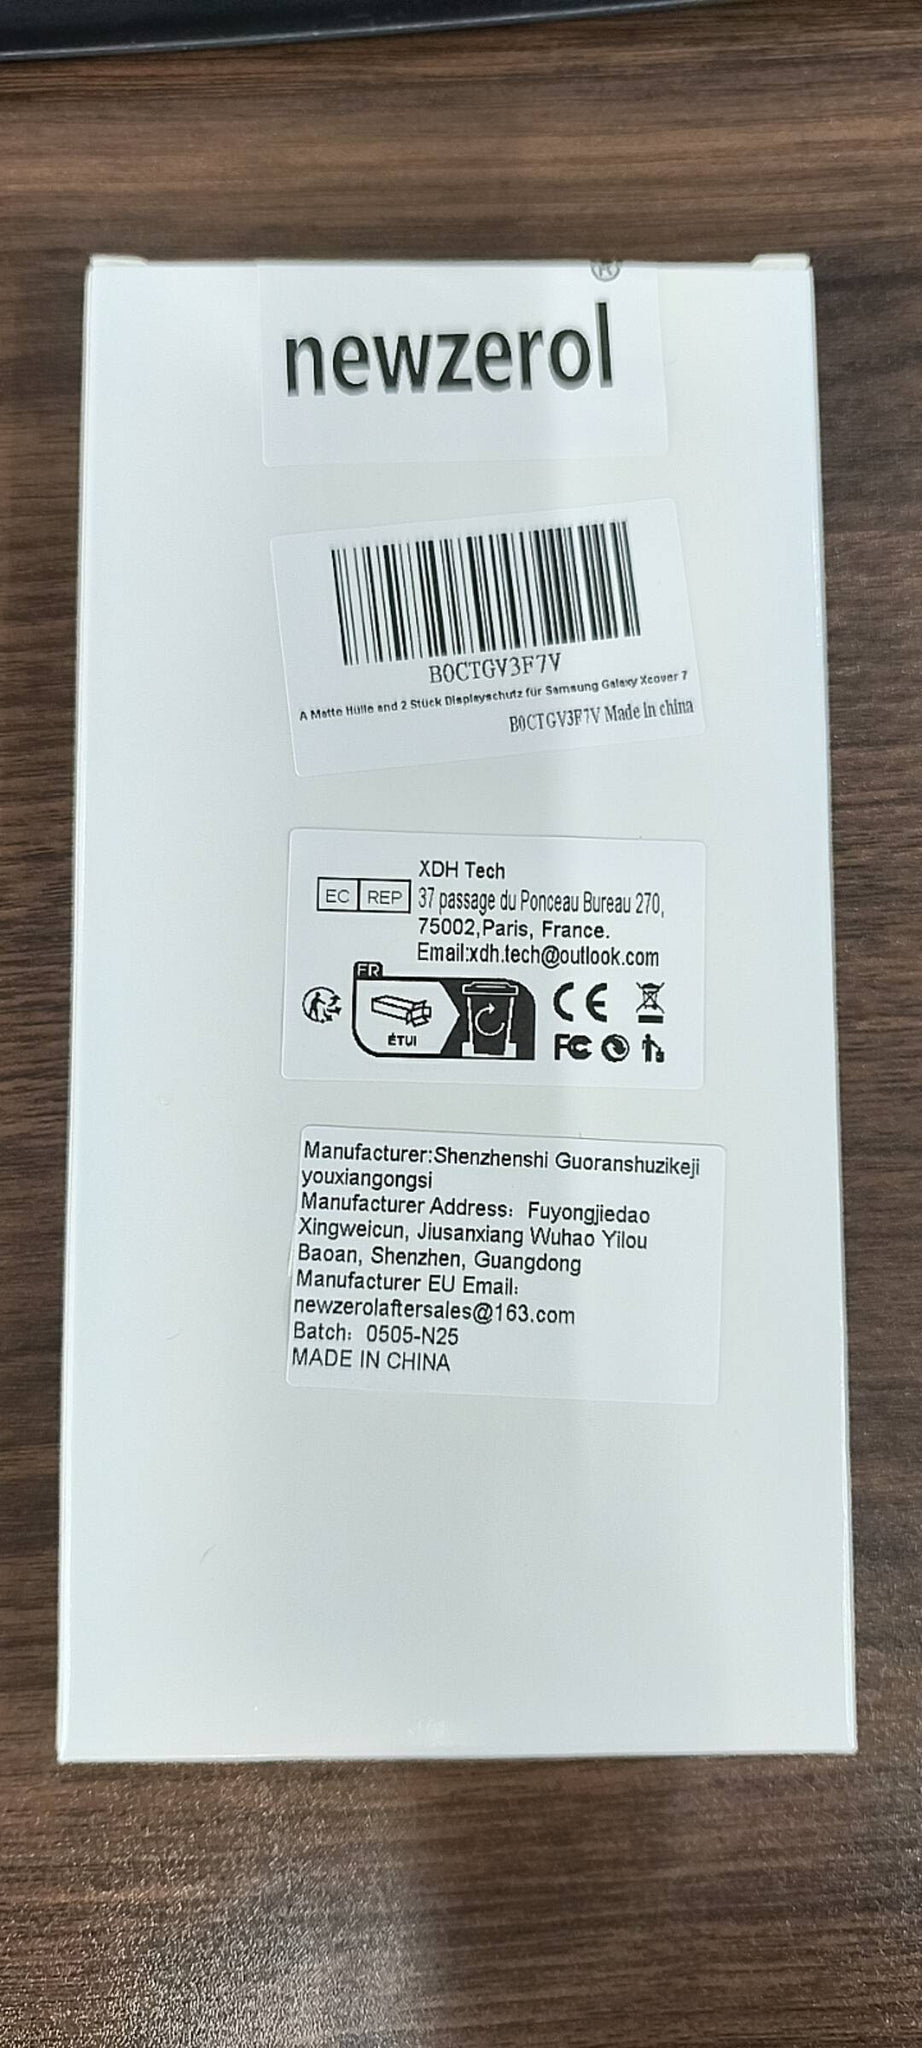 ®
newzerol
B0CTGV3F7V
A Matte Hülle and 2 Stück Displayschutz für Samsung Galaxy Xcover 7
B0CTGV3F7V Made in china
XDH Tech
EC REP 37 passage du Ponceau Bureau 270,
75002,Paris, France.
Email:xdh.tech@outlook.com
FR
ÉTUI
CE
FC
Manufacturer:Shenzhenshi Guoranshuzikeji
youxiangongsi
Manufacturer Address: Fuyongjiedao
Xingweicun, Jiusanxiang Wuhao Yilou
Baoan, Shenzhen, Guangdong
Manufacturer EU Email:
newzerolaftersales@163.com
Batch: 0505-N25
MADE IN CHINA